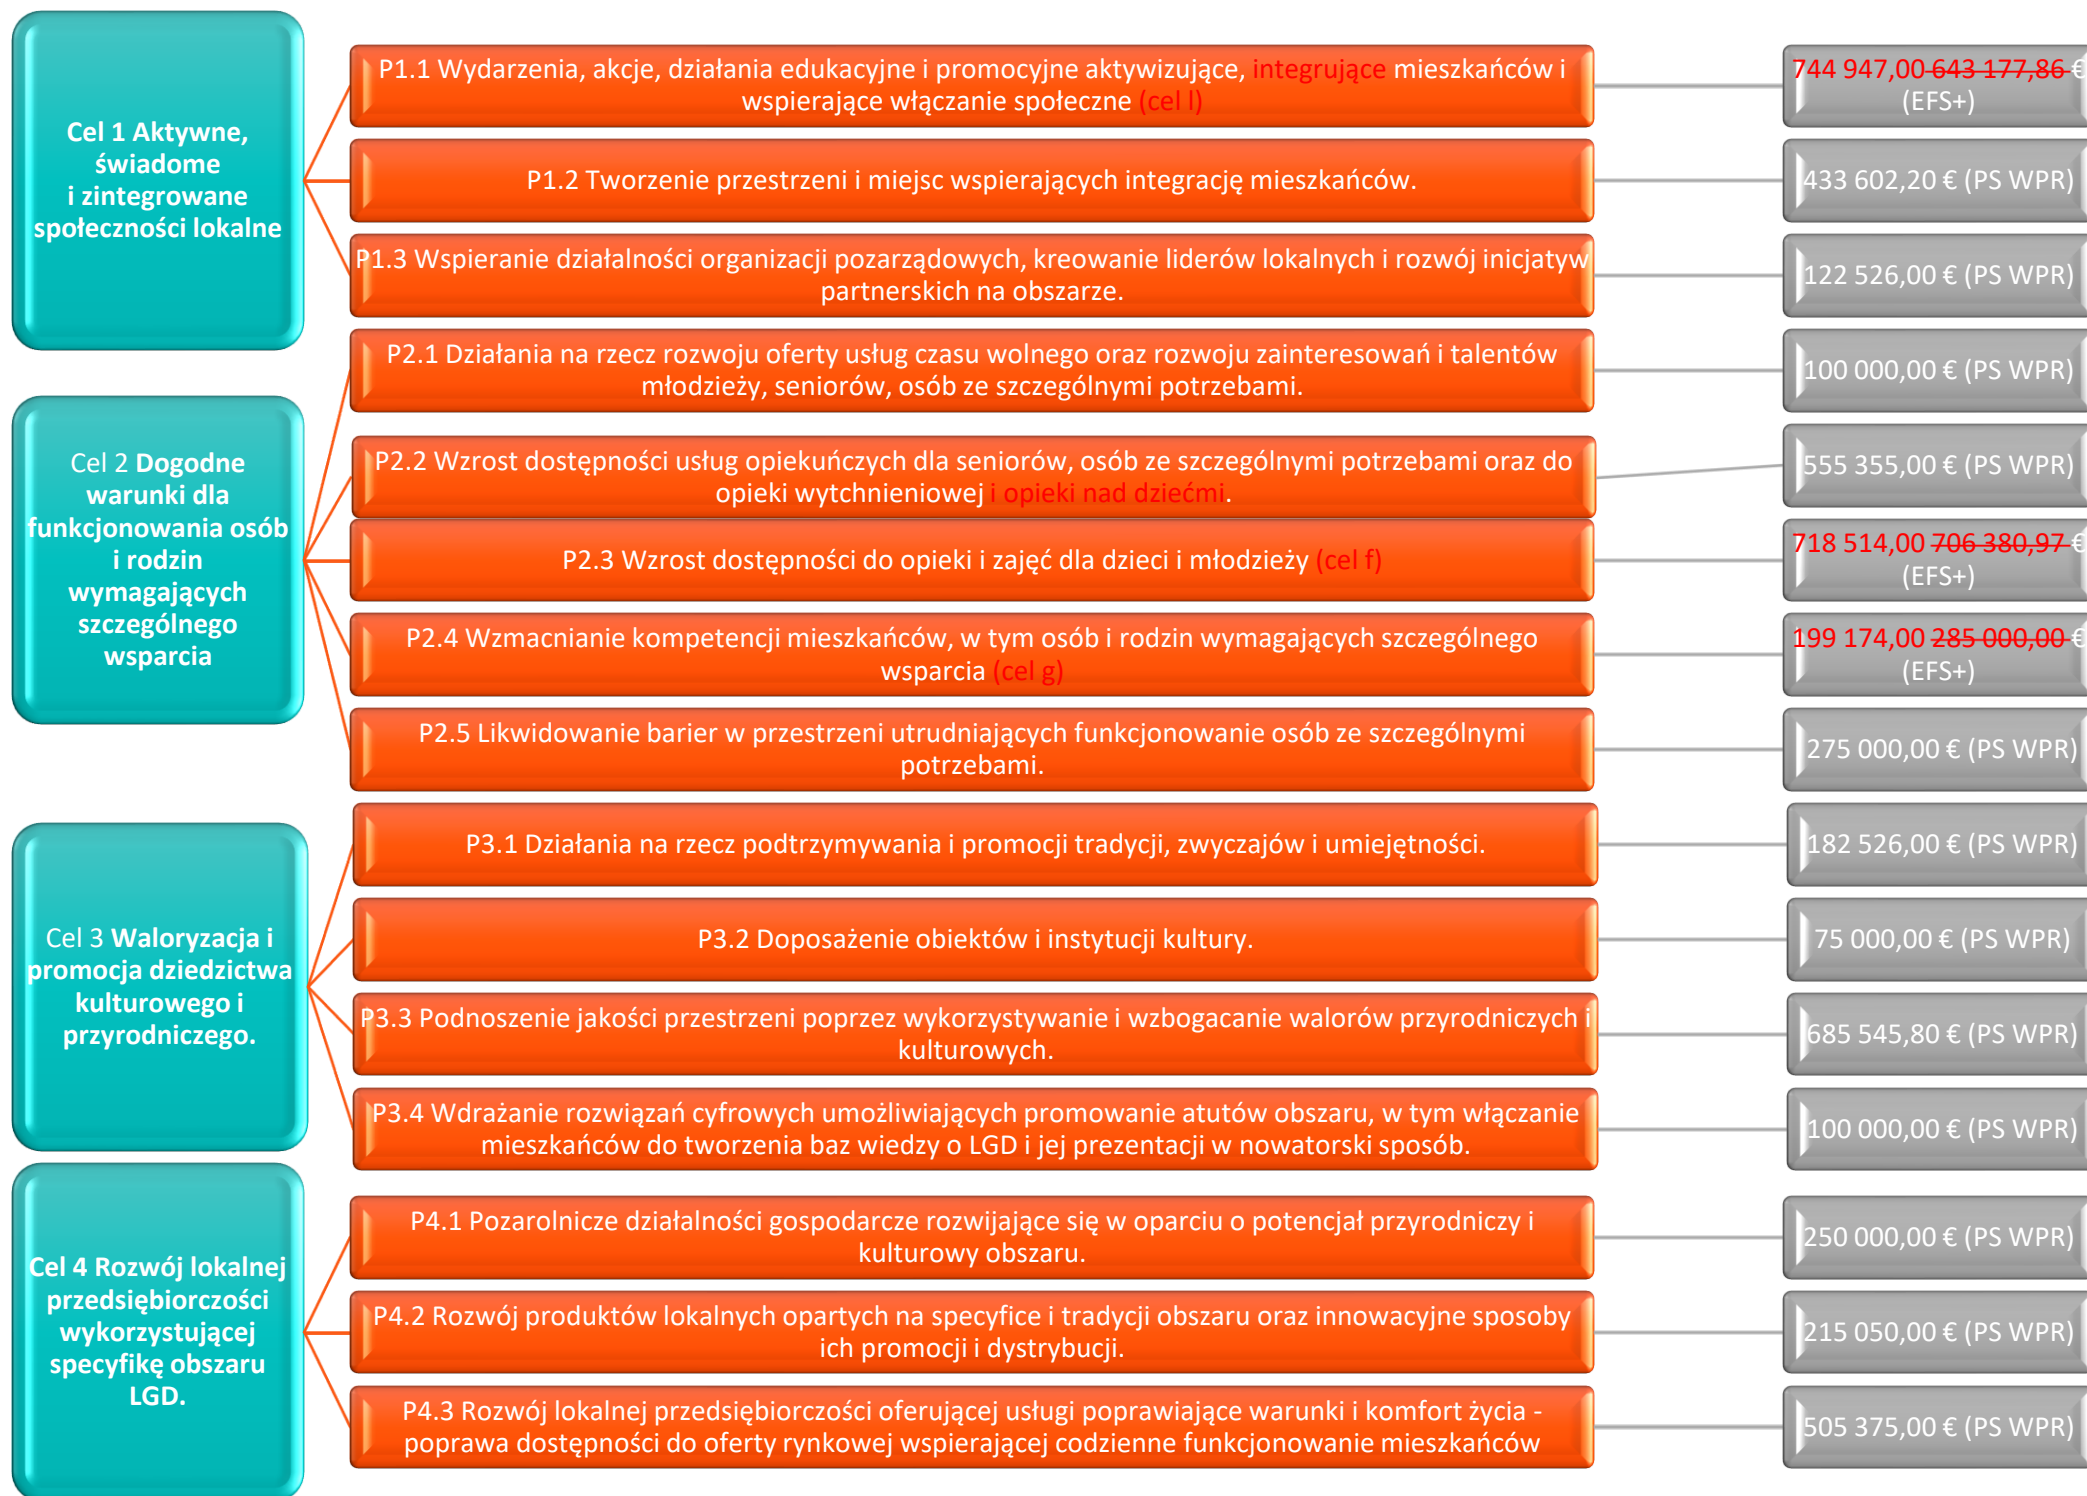 Cel 1 Aktywne,
świadome
i zintegrowane
społeczności lokalne
P1.1 Wydarzenia, akcje, działania edukacyjne i promocyjne aktywizujące, integrujące mieszkańców i
wspierające włączanie społeczne (cel l)
744 947,00 643 177,86 €
(EFS+)
P1.2 Tworzenie przestrzeni i miejsc wspierających integrację mieszkańców.
433 602,20 € (PS WPR)
P1.3 Wspieranie działalności organizacji pozarządowych, kreowanie liderów lokalnych i rozwój inicjatyw
partnerskich na obszarze.
122 526,00 € (PS WPR)
Cel 2 Dogodne
warunki dla
funkcjonowania osób
i rodzin
wymagających
szczególnego
wsparcia
P2.1 Działania na rzecz rozwoju oferty usług czasu wolnego oraz rozwoju zainteresowań i talentów
młodzieży, seniorów, osób ze szczególnymi potrzebami.
100 000,00 € (PS WPR)
P2.2 Wzrost dostępności usług opiekuńczych dla seniorów, osób ze szczególnymi potrzebami oraz do
opieki wytchnieniowej i opieki nad dziećmi.
555 355,00 € (PS WPR)
P2.3 Wzrost dostępności do opieki i zajęć dla dzieci i młodzieży (cel f)
718 514,00 706 380,97 €
(EFS+)
P2.4 Wzmacnianie kompetencji mieszkańców, w tym osób i rodzin wymagających szczególnego
wsparcia (cel g)
199 174,00 285 000,00 €
(EFS+)
P2.5 Likwidowanie barier w przestrzeni utrudniających funkcjonowanie osób ze szczególnymi
potrzebami.
275 000,00 € (PS WPR)
Cel 3 Waloryzacja i
promocja dziedzictwa
kulturowego i
przyrodniczego.
P3.1 Działania na rzecz podtrzymywania i promocji tradycji, zwyczajów i umiejętności.
182 526,00 € (PS WPR)
P3.2 Doposażenie obiektów i instytucji kultury.
75 000,00 € (PS WPR)
P3.3 Podnoszenie jakości przestrzeni poprzez wykorzystywanie i wzbogacanie walorów przyrodniczych i
kulturowych.
685 545,80 € (PS WPR)
P3.4 Wdrażanie rozwiązań cyfrowych umożliwiających promowanie atutów obszaru, w tym włączanie
mieszkańców do tworzenia baz wiedzy o LGD i jej prezentacji w nowatorski sposób.
100 000,00 € (PS WPR)
Cel 4 Rozwój lokalnej
przedsiębiorczości
wykorzystującej
specyfikę obszaru
LGD.
P4.1 Pozarolnicze działalności gospodarcze rozwijające się w oparciu o potencjał przyrodniczy i
kulturowy obszaru.
250 000,00 € (PS WPR)
P4.2 Rozwój produktów lokalnych opartych na specyfice i tradycji obszaru oraz innowacyjne sposoby
ich promocji i dystrybucji.
215 050,00 € (PS WPR)
P4.3 Rozwój lokalnej przedsiębiorczości oferującej usługi poprawiające warunki i komfort życia -
poprawa dostępności do oferty rynkowej wspierającej codzienne funkcjonowanie mieszkańców
505 375,00 € (PS WPR)